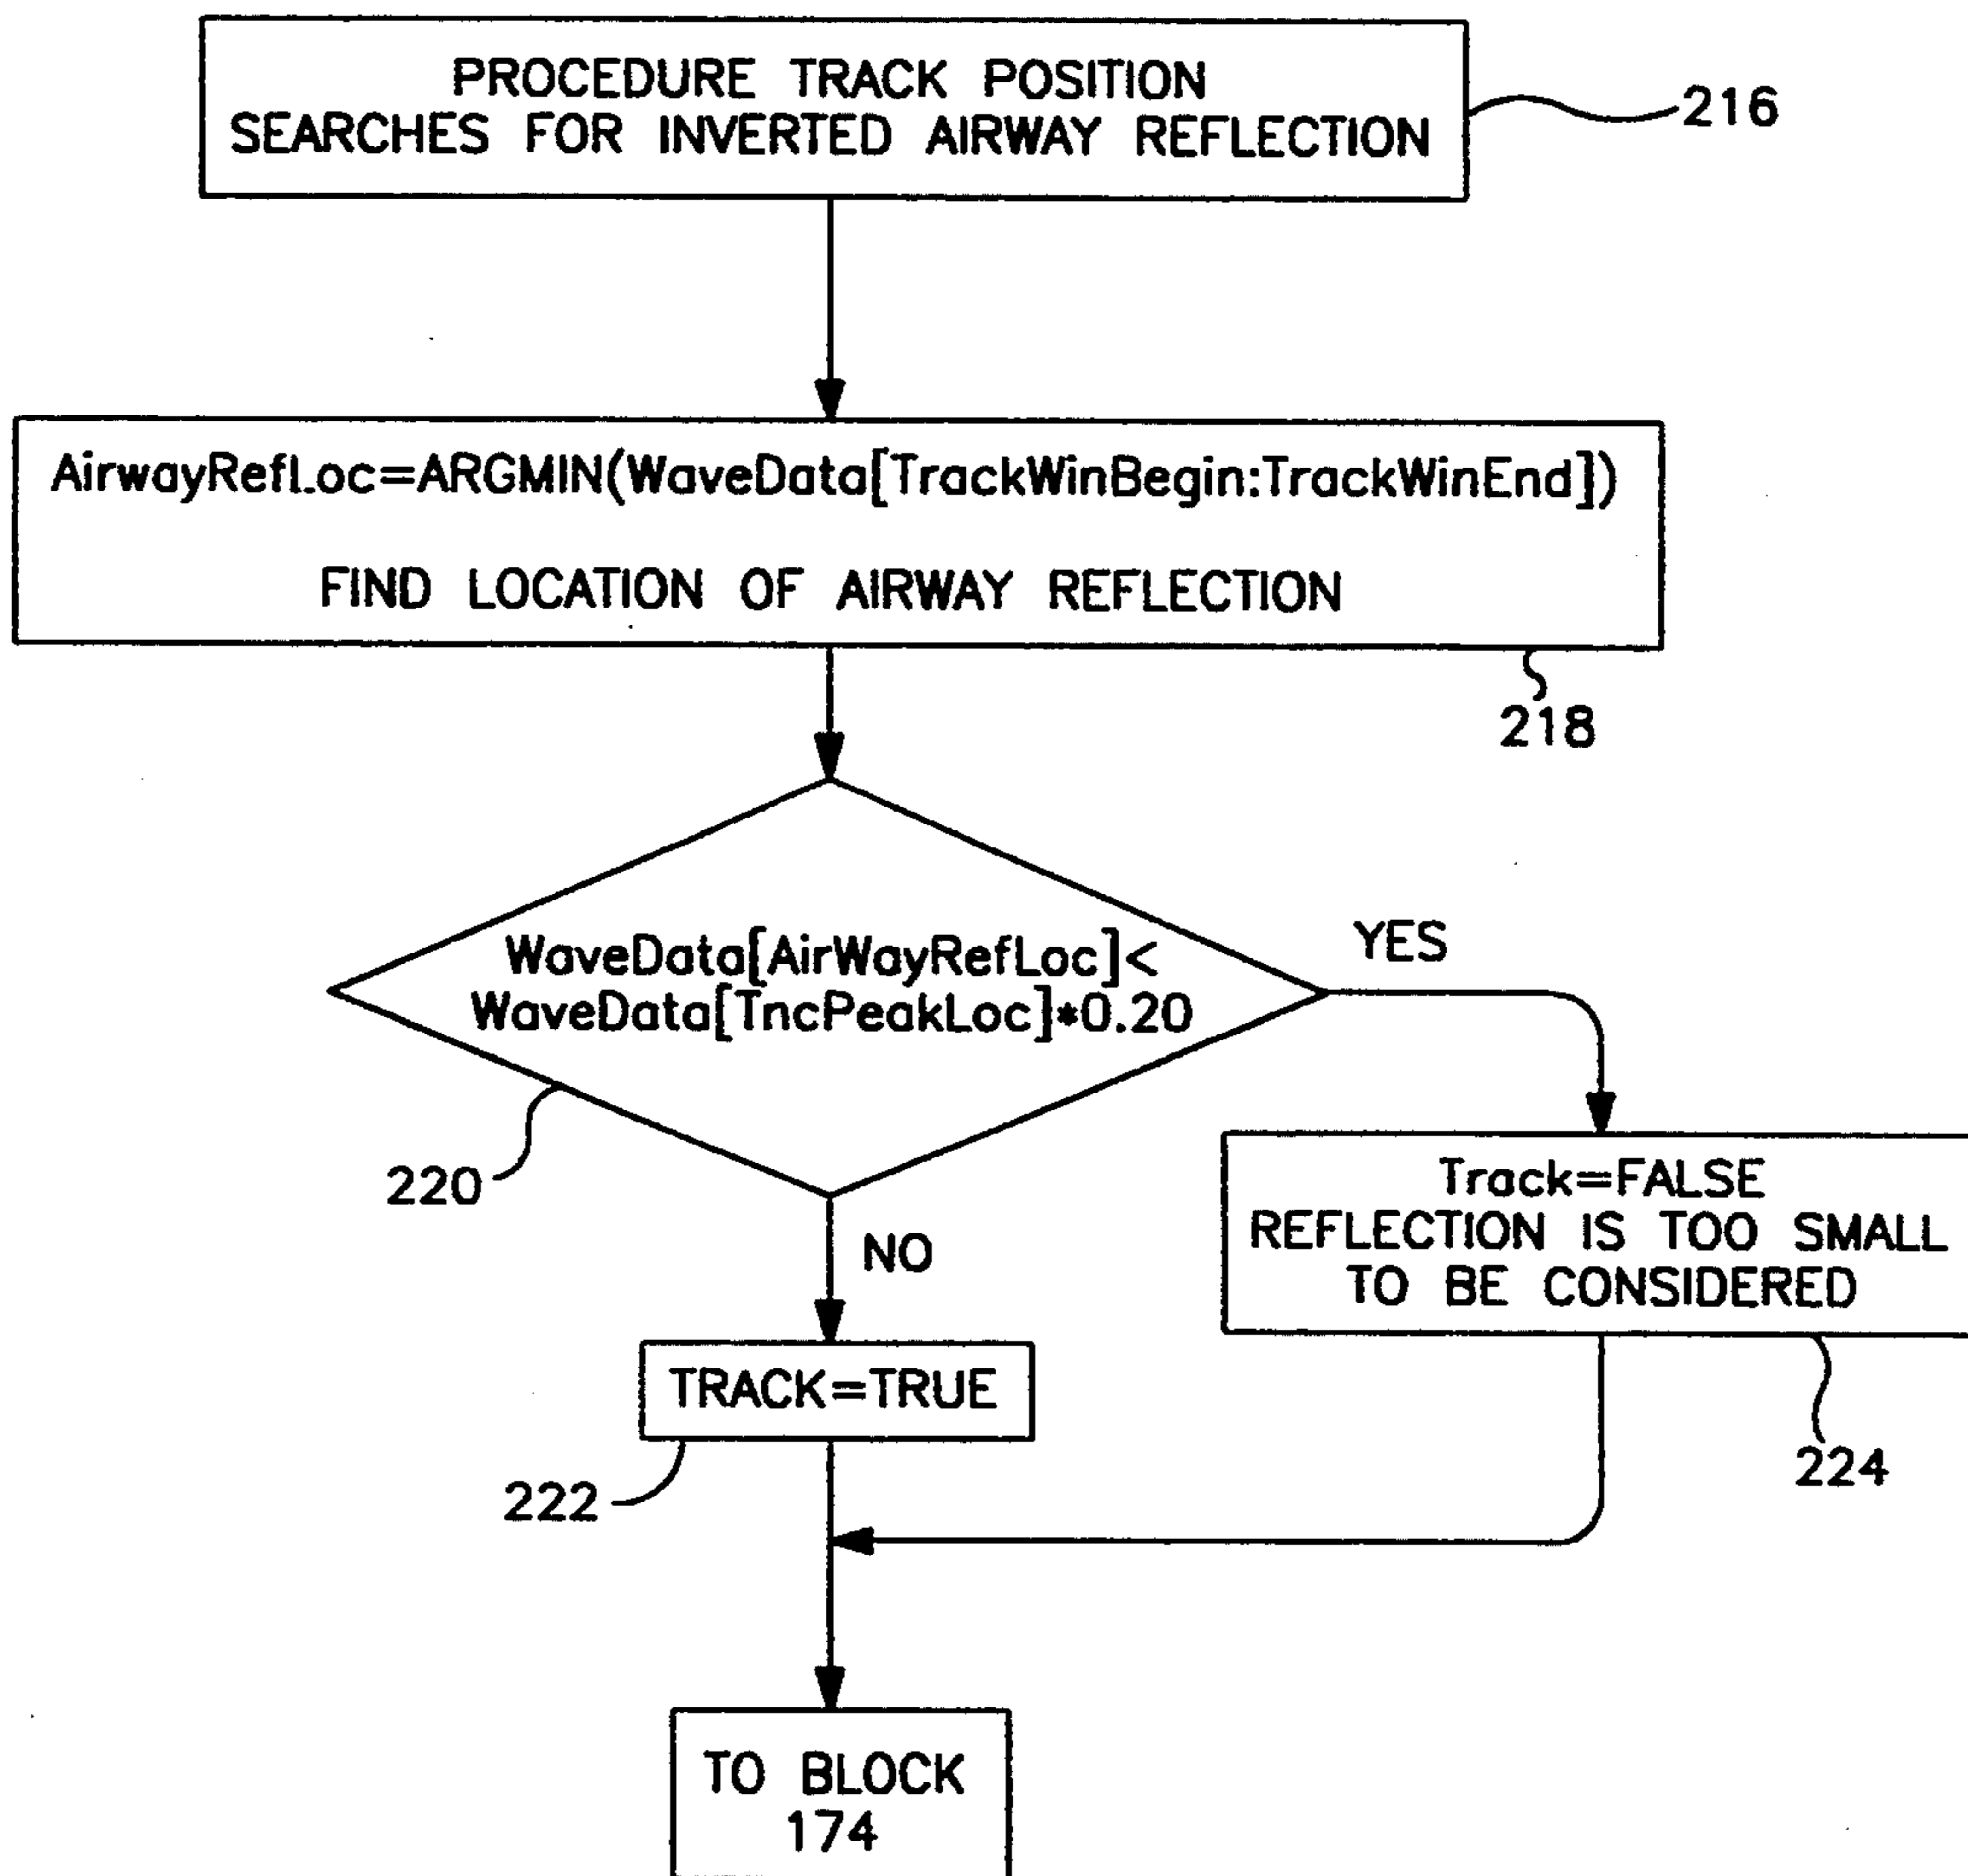 PROCEDURE TRACK POSITION
SEARCHES FOR INVERTED AIRWAY REFLECTION
216
AirwayRefLoc=ARGMIN(WaveData[TrackWinBegin:TrackWinEnd])
FIND LOCATION OF AIRWAY REFLECTION
218
WaveData[AirWayRefLoc]<
WaveData[TncPeakLoc]*0.20
YES
220
NO
Track=FALSE
REFLECTION IS TOO SMALL
TO BE CONSIDERED
TRACK=TRUE
222
224
TO BLOCK
174